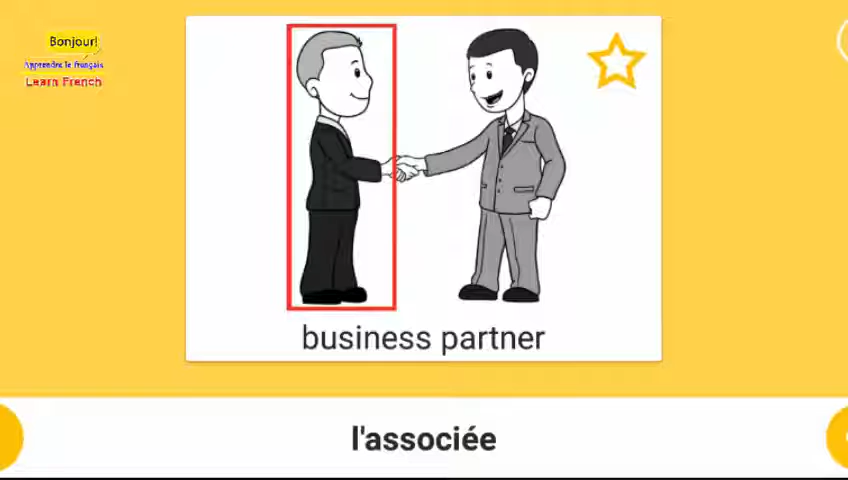 Bonjour!
Apprendre le français
Learn French
business partner
l'associée